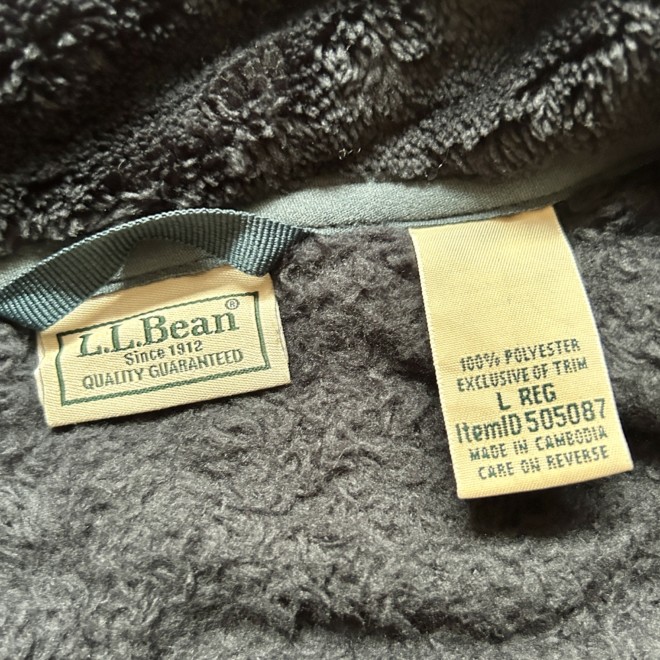 L.L.Bean®
Since 1912
QUALITY GUARANTEED
100% POLYESTER
EXCLUSIVE OF TRIM
L REG
ItemID 505087
MADE IN CAMBODIA
CARE ON REVERSE